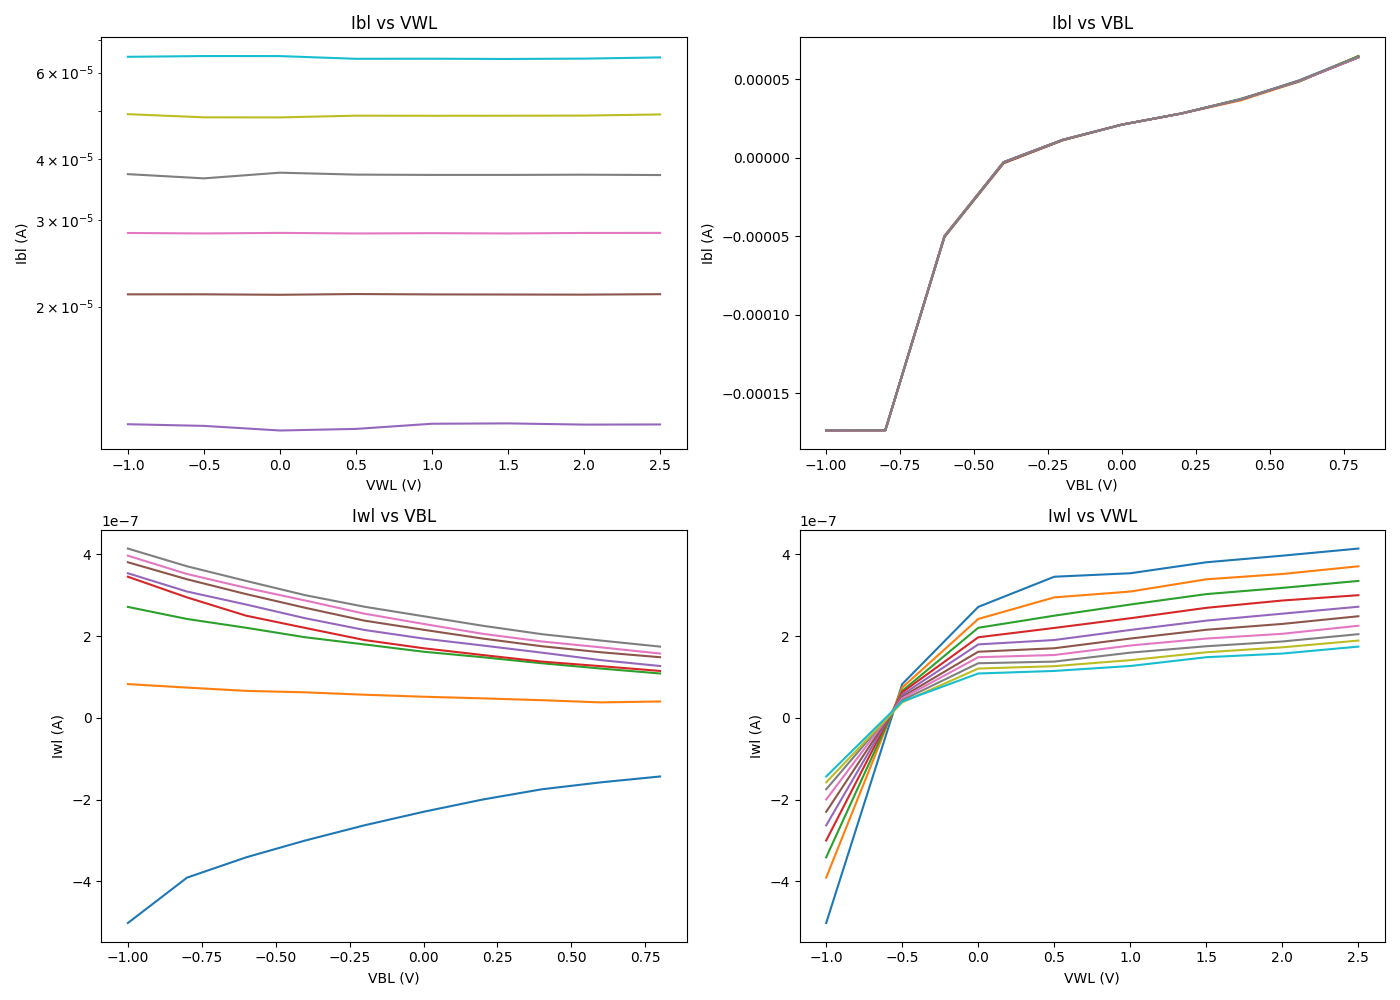 Ibl vs VWL
Ibl (A)
6 × 10⁻⁵
4 × 10⁻⁵
3 × 10⁻⁵
2 × 10⁻⁵
−1.0 −0.5 0.0 0.5 1.0 1.5 2.0 2.5
VWL (V)
Ibl vs VBL
Ibl (A)
0.00005
0.00000
−0.00005
−0.00010
−0.00015
−1.00 −0.75 −0.50 −0.25 0.00 0.25 0.50 0.75
VBL (V)
Iwl vs VBL
1e−7
Iwl (A)
4
2
0
−2
−4
−1.00 −0.75 −0.50 −0.25 0.00 0.25 0.50 0.75
VBL (V)
Iwl vs VWL
1e−7
Iwl (A)
4
2
0
−2
−4
−1.0 −0.5 0.0 0.5 1.0 1.5 2.0 2.5
VWL (V)